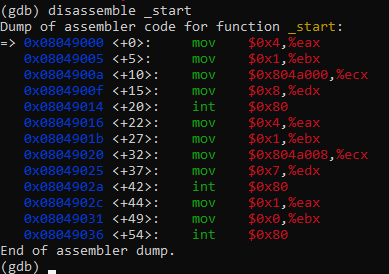 (gdb) disassemble _start
Dump of assembler code for function _start:
=> 0x08049000 <+0>:     mov    $0x4,%eax
   0x08049005 <+5>:     mov    $0x1,%ebx
   0x0804900a <+10>:    mov    $0x804a000,%ecx
   0x0804900f <+15>:    mov    $0x8,%edx
   0x08049014 <+20>:    int    $0x80
   0x08049016 <+22>:    mov    $0x4,%eax
   0x0804901b <+27>:    mov    $0x1,%ebx
   0x08049020 <+32>:    mov    $0x804a008,%ecx
   0x08049025 <+37>:    mov    $0x7,%edx
   0x0804902a <+42>:    int    $0x80
   0x0804902c <+44>:    mov    $0x1,%eax
   0x08049031 <+49>:    mov    $0x0,%ebx
   0x08049036 <+54>:    int    $0x80
End of assembler dump.
(gdb)